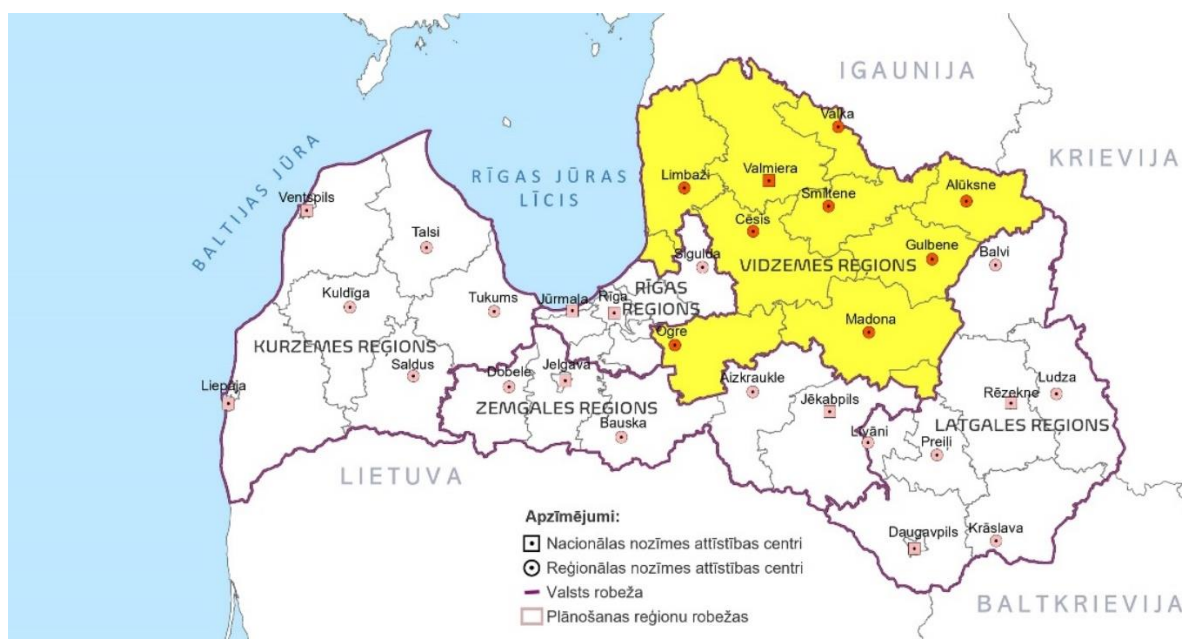 IGAUNIJA
KRIEVIJA
BALTIJAS JŪRA
RĪGAS JŪRAS
LĪCIS
Valka
Limbaži
Valmiera
Smiltene
Alūksne
Cēsis
Gulbene
Balvi
VIDZEMES REGIONS
Sigulda
Ventspils
Talsi
Kuldīga
Tukums
Jūrmala
Rīga
RĪGAS
REGIONS
Ogre
Madona
KURZEMES REĢIONS
Saldus
Liepāja
Dobele
Jelgava
ZEMGALES REGIONS
Bauska
Aizkraukle
Jēkabpils
Līvāni
Preiļi
Rēzekne
Ludza
LATGALES REGIONS
Daugavpils
Krāslava
LIETUVA
BALTKRIEVIJA
Apzīmējumi:
Nacionālas nozīmes attīstības centri
Reģionālas nozīmes attīstības centri
Valsts robeža
Plānošanas reģionu robežas